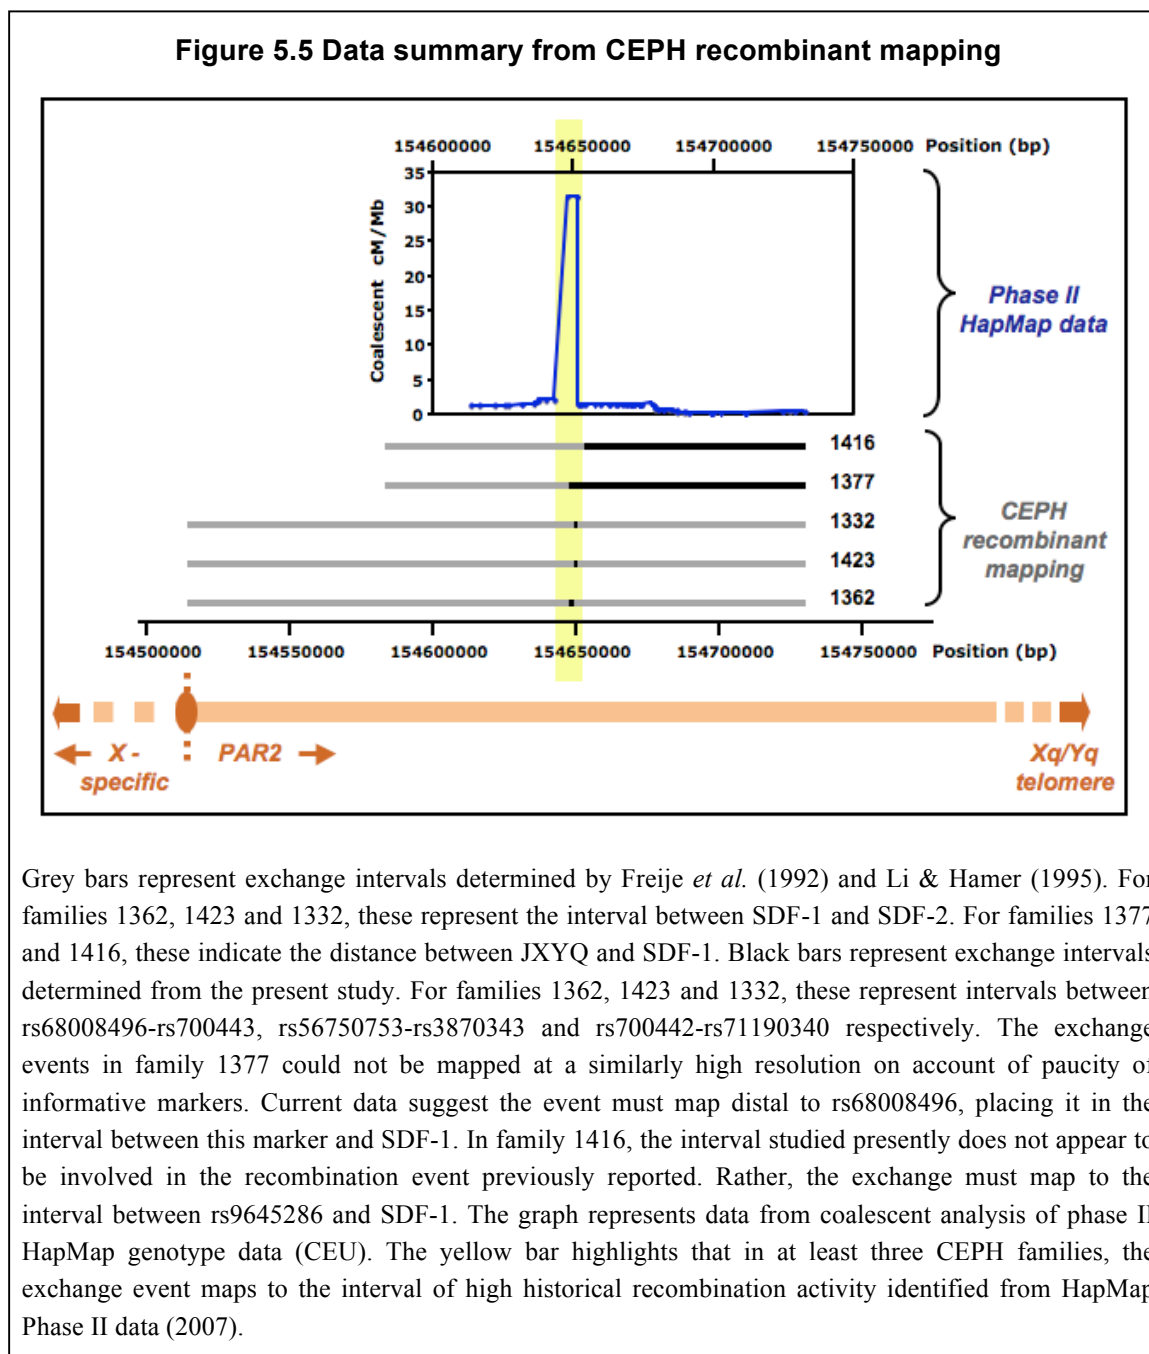 Figure 5.5 Data summary from CEPH recombinant mapping
154600000 154650000 154700000 154750000 Position (bp)
35
30
25
20
15
10
5
0
Coalescent cM/Mb
Phase II
HapMap data
1416
1377
1332
1423
1362
CEPH
recombinant
mapping
154500000 154550000 154600000 154650000 154700000 154750000 Position (bp)
X -
specific
PAR2
Xq/Yq
telomere
Grey bars represent exchange intervals determined by Freije et al. (1992) and Li & Hamer (1995). For
families 1362, 1423 and 1332, these represent the interval between SDF-1 and SDF-2. For families 1377
and 1416, these indicate the distance between JXYQ and SDF-1. Black bars represent exchange intervals
determined from the present study. For families 1362, 1423 and 1332, these represent intervals between
rs68008496-rs700443, rs56750753-rs3870343 and rs700442-rs71190340 respectively. The exchange
events in family 1377 could not be mapped at a similarly high resolution on account of paucity of
informative markers. Current data suggest the event must map distal to rs68008496, placing it in the
interval between this marker and SDF-1. In family 1416, the interval studied presently does not appear to
be involved in the recombination event previously reported. Rather, the exchange must map to the
interval between rs9645286 and SDF-1. The graph represents data from coalescent analysis of phase II
HapMap genotype data (CEU). The yellow bar highlights that in at least three CEPH families, the
exchange event maps to the interval of high historical recombination activity identified from HapMap
Phase II data (2007).